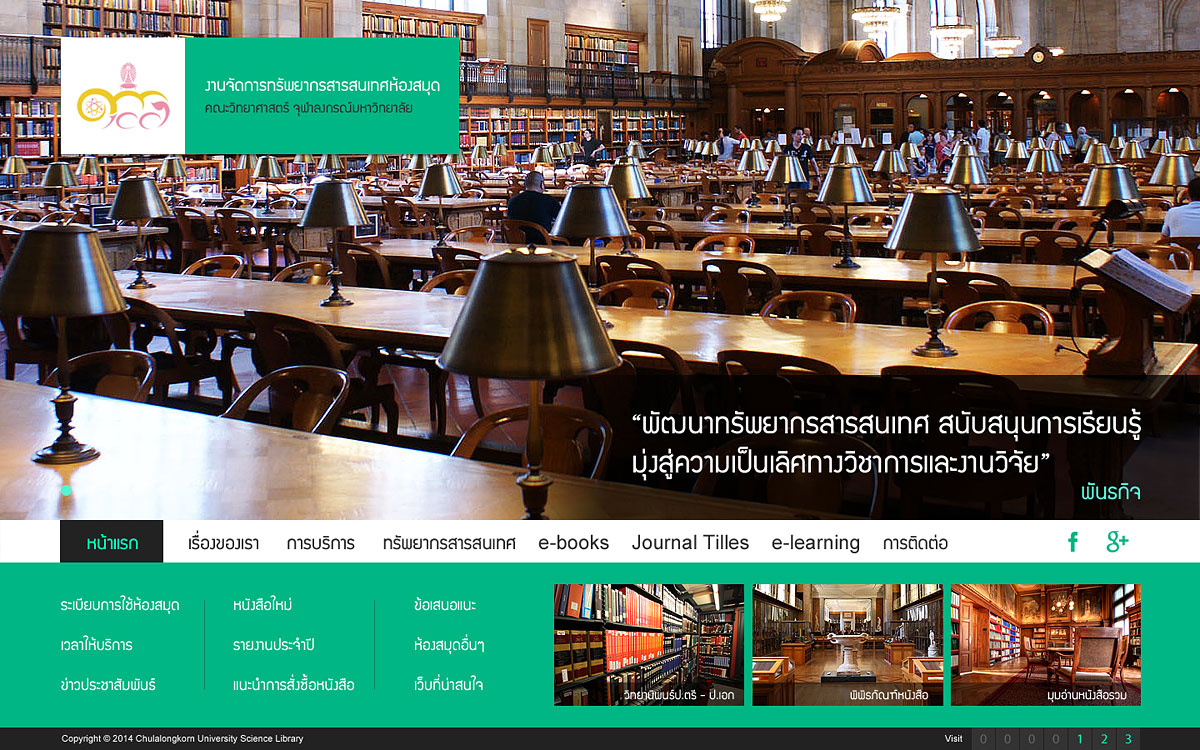 งานจัดการทรัพยากรสารสนเทศห้องสมุด
คณะวิทยาศาสตร์ จุฬาลงกรณ์มหาวิทยาลัย
“พัฒนาทรัพยากรสารสนเทศ สนับสนุนการเรียนรู้
มุ่งสู่ความเป็นเลิศทางวิชาการและงานวิจัย”
พันธกิจ
หน้าแรก เรื่องของเรา การบริการ ทรัพยากรสารสนเทศ e-books Journal Tilles e-learning การติดต่อ f g+
ระเบียบการใช้ห้องสมุด หนังสือใหม่ ข้อเสนอแนะ
เวลาให้บริการ รายงานประจำปี ห้องสมุดอื่นๆ
ข่าวประชาสัมพันธ์ แนะนำการสั่งซื้อหนังสือ เว็บที่น่าสนใจ
วิทยานิพนธ์ป.ตรี - ป.เอก พิพิธภัณฑ์หนังสือ มุมอ่านหนังสือรวม
Copyright © 2014 Chulalongkorn University Science Library Visit 0 0 0 0 1 2 3